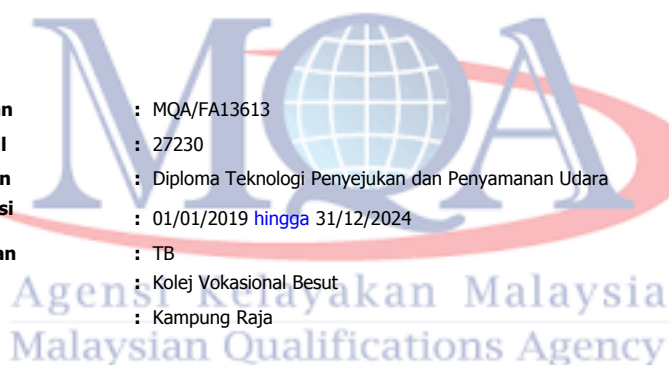 MQA
an : MQA/FA13613
l : 27230
n : Diploma Teknologi Penyejukan dan Penyamanan Udara
si : 01/01/2019 hingga 31/12/2024
an : TB
: Kolej Vokasional Besut
: Kampung Raja
Agensi Kelayakan Malaysia
Malaysian Qualifications Agency